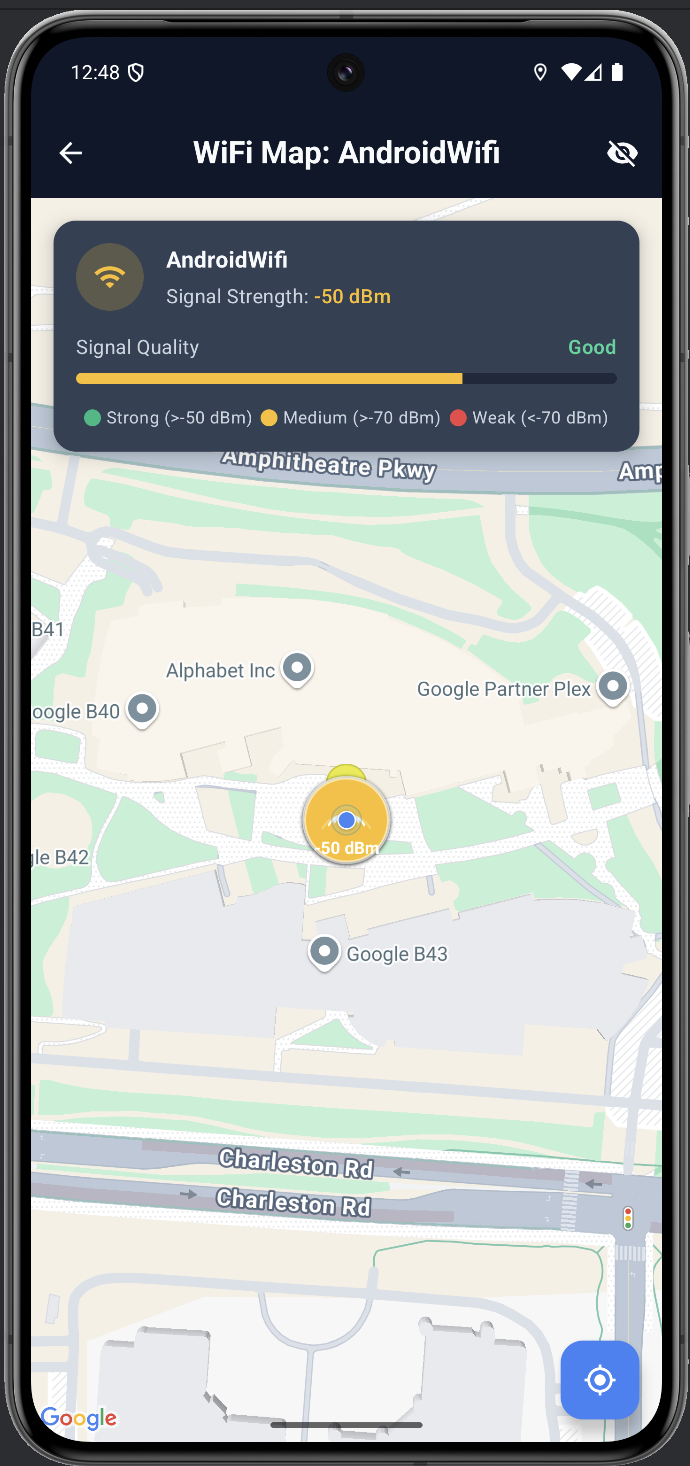 12:48
WiFi Map: AndroidWifi
AndroidWifi
Signal Strength: -50 dBm
Signal Quality
Good
Strong (>-50 dBm)
Medium (>-70 dBm)
Weak (<-70 dBm)
Amphitheatre Pkwy
Amp
B41
Alphabet Inc
Google Partner Plex
oogle B40
-50 dBm
gle B42
Google B43
Charleston Rd
Charleston Rd
Google